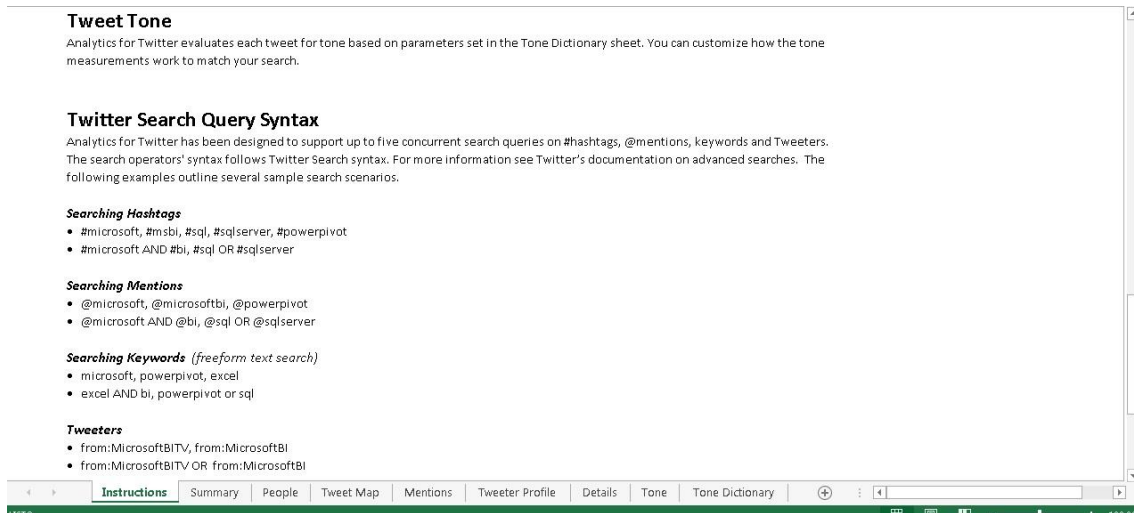 Tweet Tone
Analytics for Twitter evaluates each tweet for tone based on parameters set in the Tone Dictionary sheet. You can customize how the tone
measurements work to match your search.
Twitter Search Query Syntax
Analytics for Twitter has been designed to support up to five concurrent search queries on #hashtags, @mentions, keywords and Tweeters.
The search operators' syntax follows Twitter Search syntax. For more information see Twitter's documentation on advanced searches.  The
following examples outline several sample search scenarios.
Searching Hashtags
• #microsoft, #msbi, #sql, #sqlserver, #powerpivot
• #microsoft AND #bi, #sql OR #sqlserver
Searching Mentions
• @microsoft, @microsoftbi, @powerpivot
• @microsoft AND @bi, @sql OR @sqlserver
Searching Keywords (freeform text search)
• microsoft, powerpivot, excel
• excel AND bi, powerpivot or sql
Tweeters
• from:MicrosoftBITV, from:MicrosoftBI
• from:MicrosoftBITV OR from:MicrosoftBI
Instructions Summary People Tweet Map Mentions Tweeter Profile Details Tone Tone Dictionary